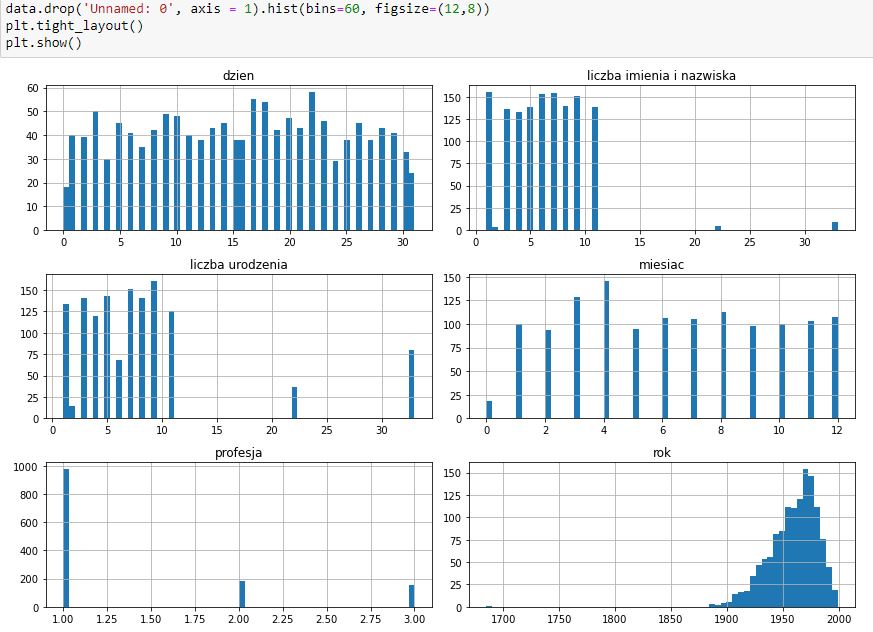 data.drop('Unnamed: 0', axis = 1).hist(bins=60, figsize=(12,8))
plt.tight_layout()
plt.show()
dzien
60
50
40
30
20
10
0
0 5 10 15 20 25 30
liczba imienia i nazwiska
150
125
100
75
50
25
0
0 5 10 15 20 25 30
liczba urodzenia
150
125
100
75
50
25
0
0 5 10 15 20 25 30
miesiac
150
125
100
75
50
25
0
0 2 4 6 8 10 12
profesja
1000
800
600
400
200
0
1.00 1.25 1.50 1.75 2.00 2.25 2.50 2.75 3.00
rok
150
125
100
75
50
25
0
1700 1750 1800 1850 1900 1950 2000